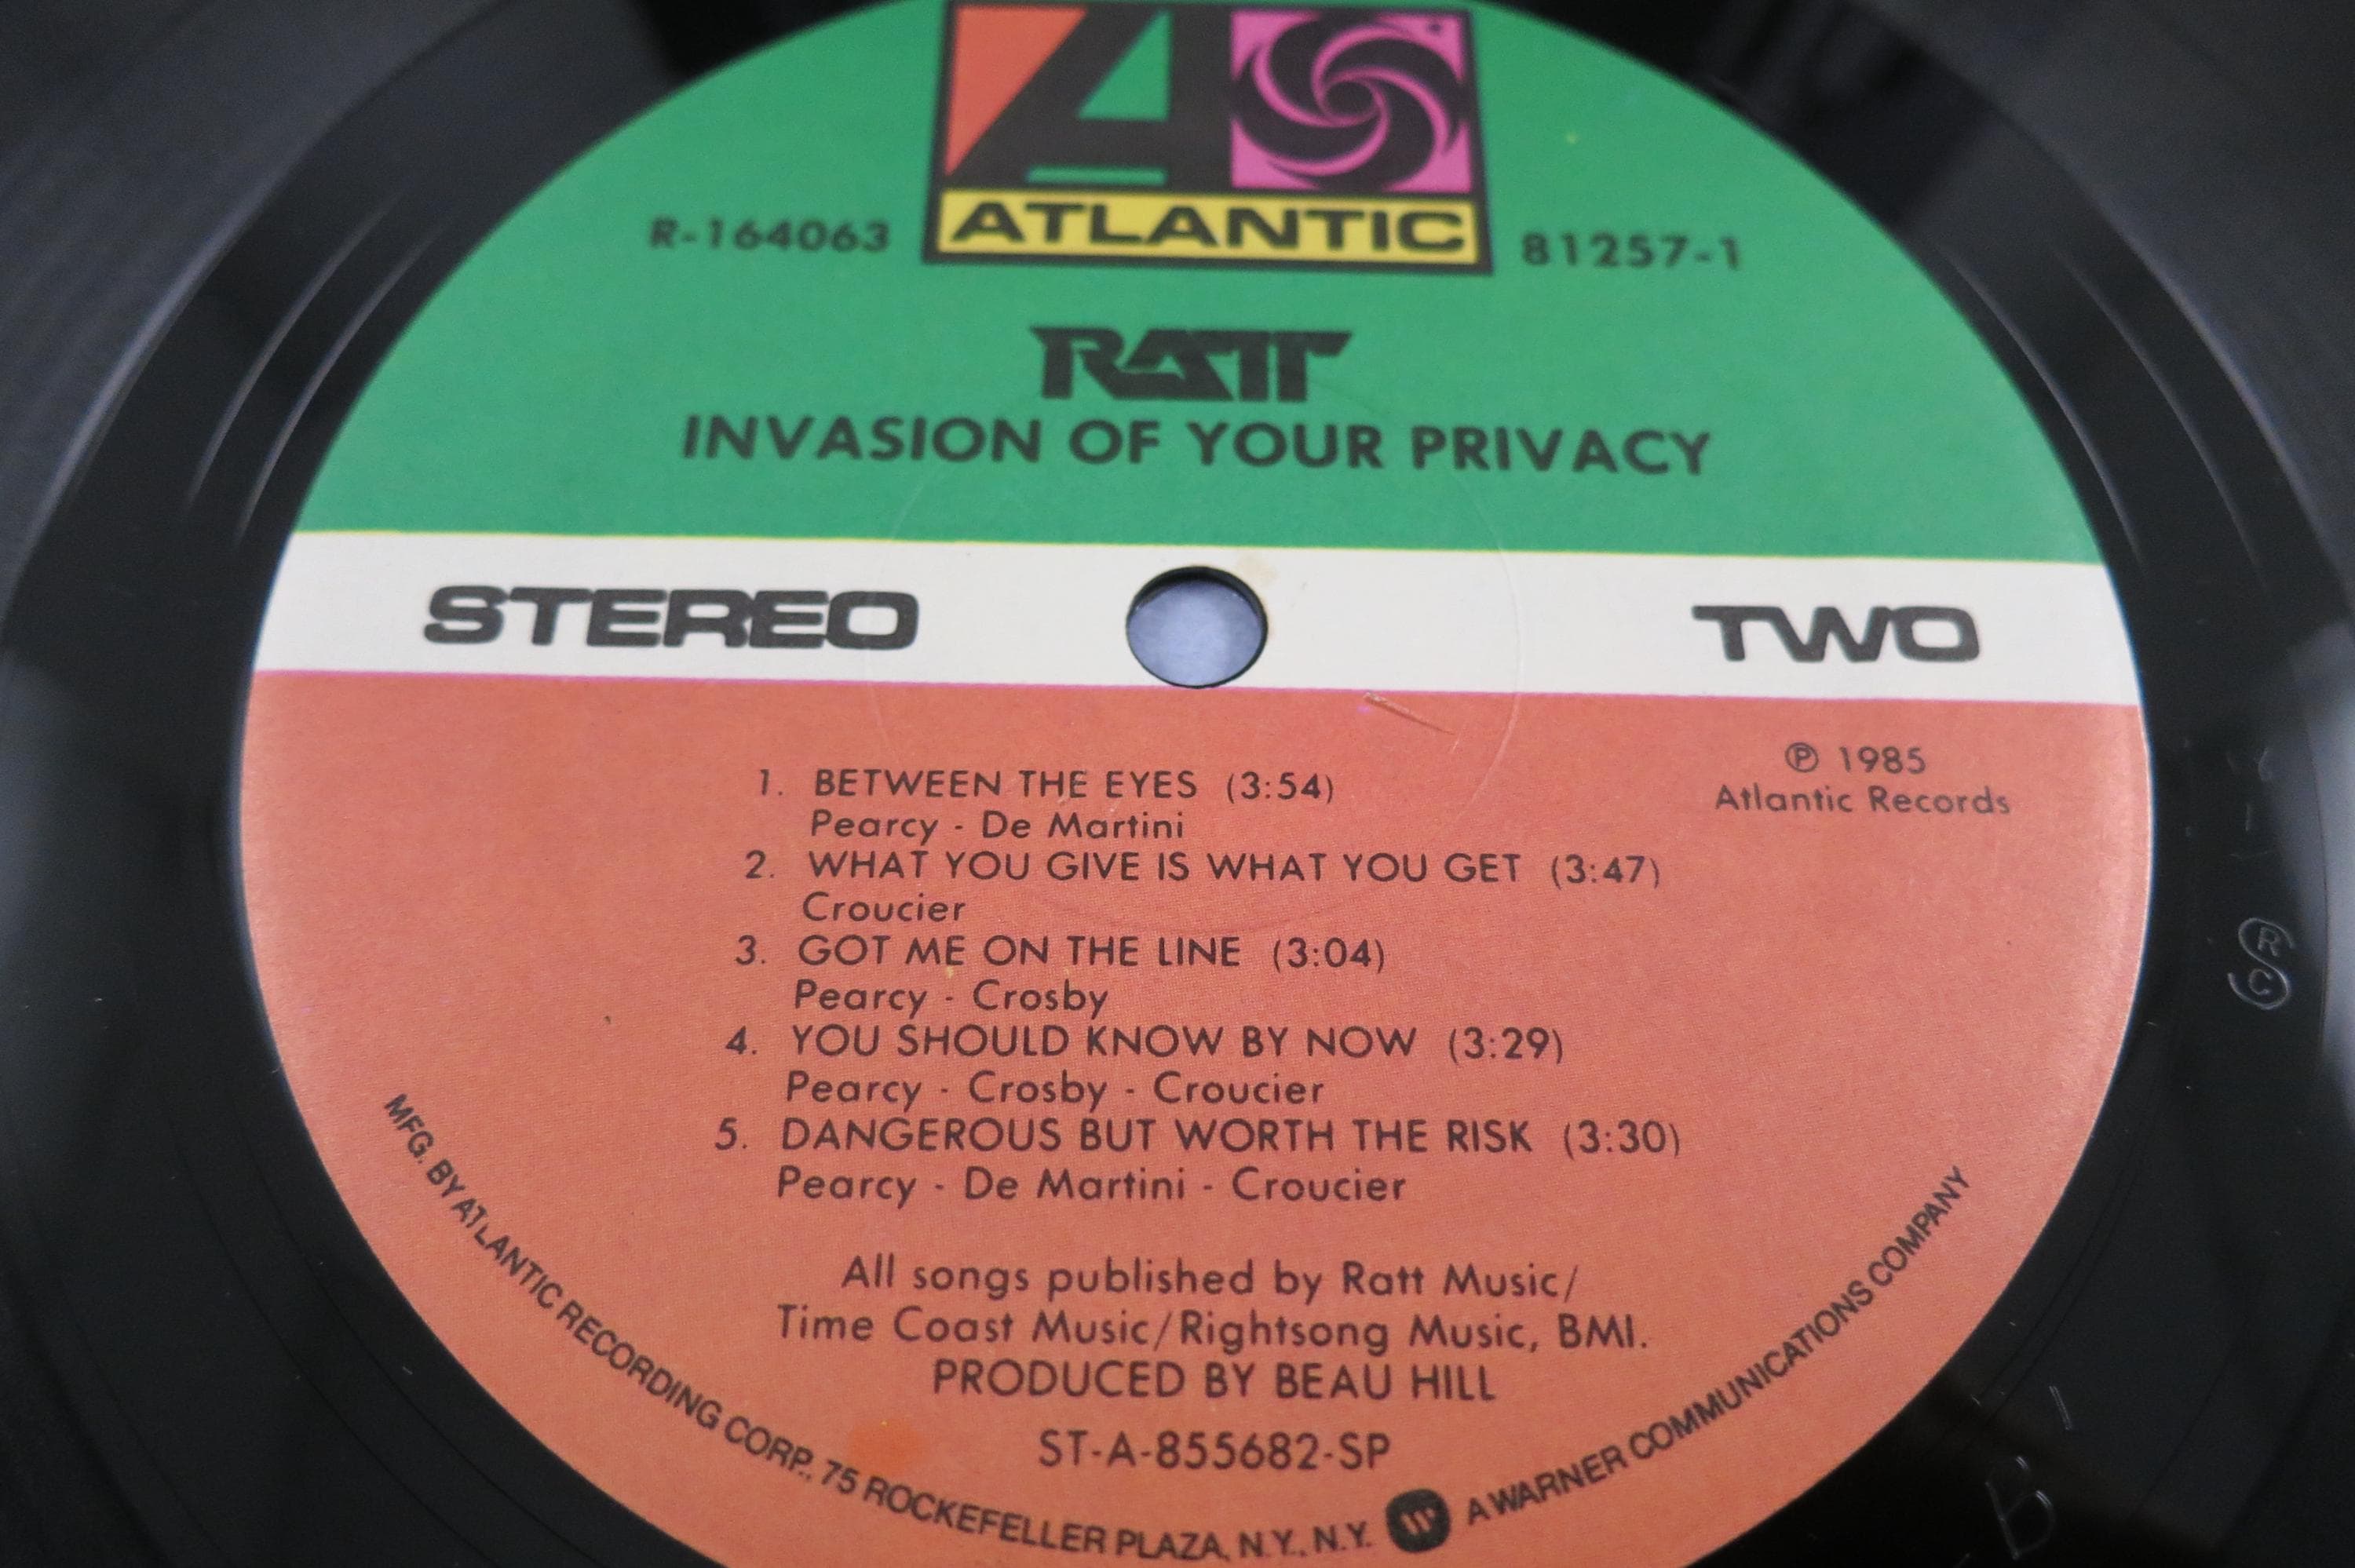 ATLANTIC
R-164063
81257-1
RATT
INVASION OF YOUR PRIVACY
STEREO
TWO
℗ 1985
Atlantic Records
1. BETWEEN THE EYES (3:54)
Pearcy - De Martini
2. WHAT YOU GIVE IS WHAT YOU GET (3:47)
Croucier
3. GOT ME ON THE LINE (3:04)
Pearcy - Crosby
4. YOU SHOULD KNOW BY NOW (3:29)
Pearcy - Crosby - Croucier
5. DANGEROUS BUT WORTH THE RISK (3:30)
Pearcy - De Martini - Croucier
All songs published by Ratt Music/
Time Coast Music/Rightsong Music, BMI.
PRODUCED BY BEAU HILL
ST-A-855682-SP
MFG. BY ATLANTIC RECORDING CORP., 75 ROCKEFELLER PLAZA, N.Y., N.Y. A WARNER COMMUNICATIONS COMPANY
R
C
B